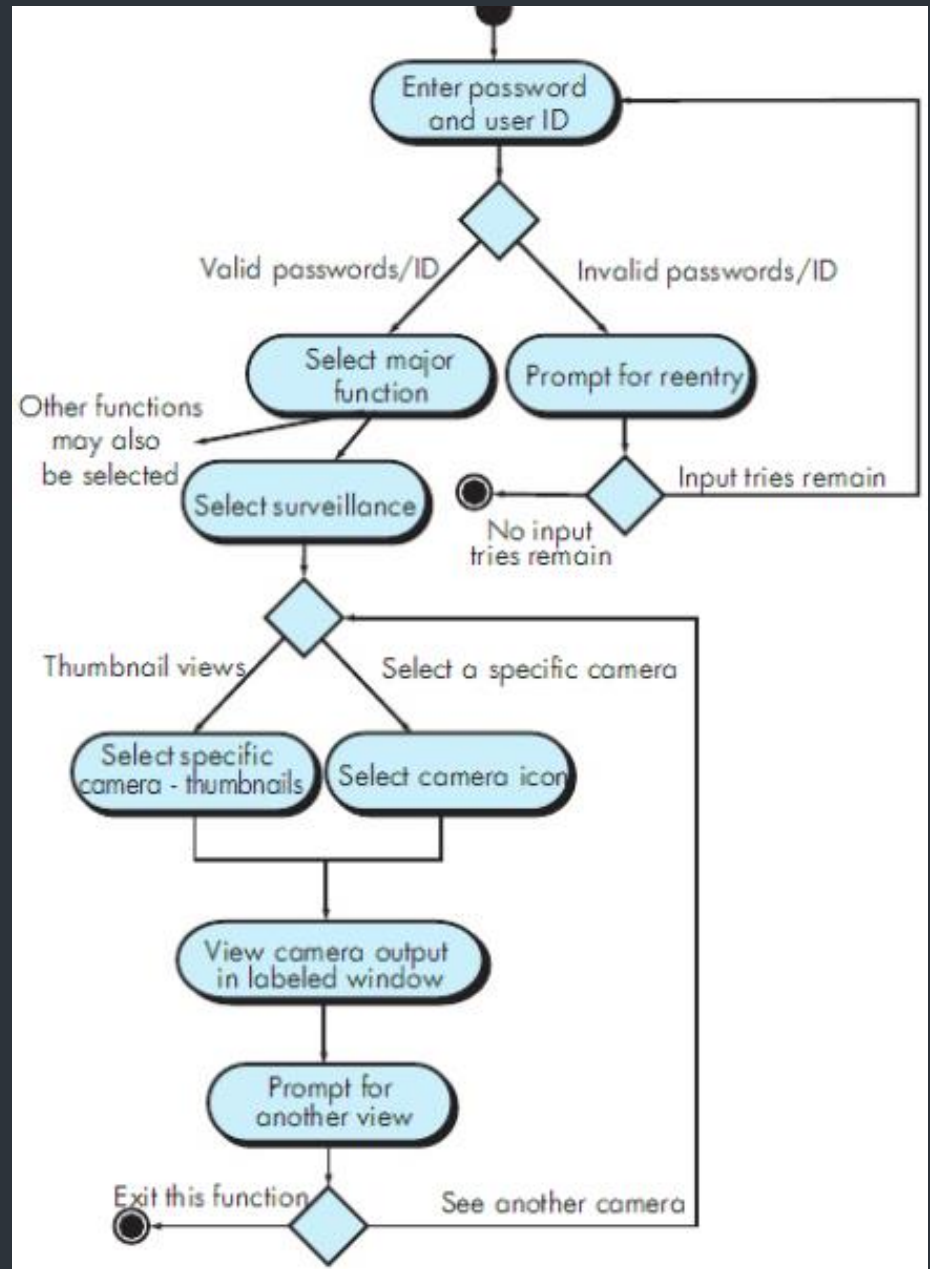 Enter password
and user ID
Valid passwords/ID
Invalid passwords/ID
Select major
function
Prompt for reentry
Other functions
may also
be selected
Select surveillance
Input tries remain
No input
tries remain
Thumbnail views
Select a specific camera
Select specific
camera - thumbnails
Select camera icon
View camera output
in labeled window
Prompt for
another view
Exit this function
See another camera